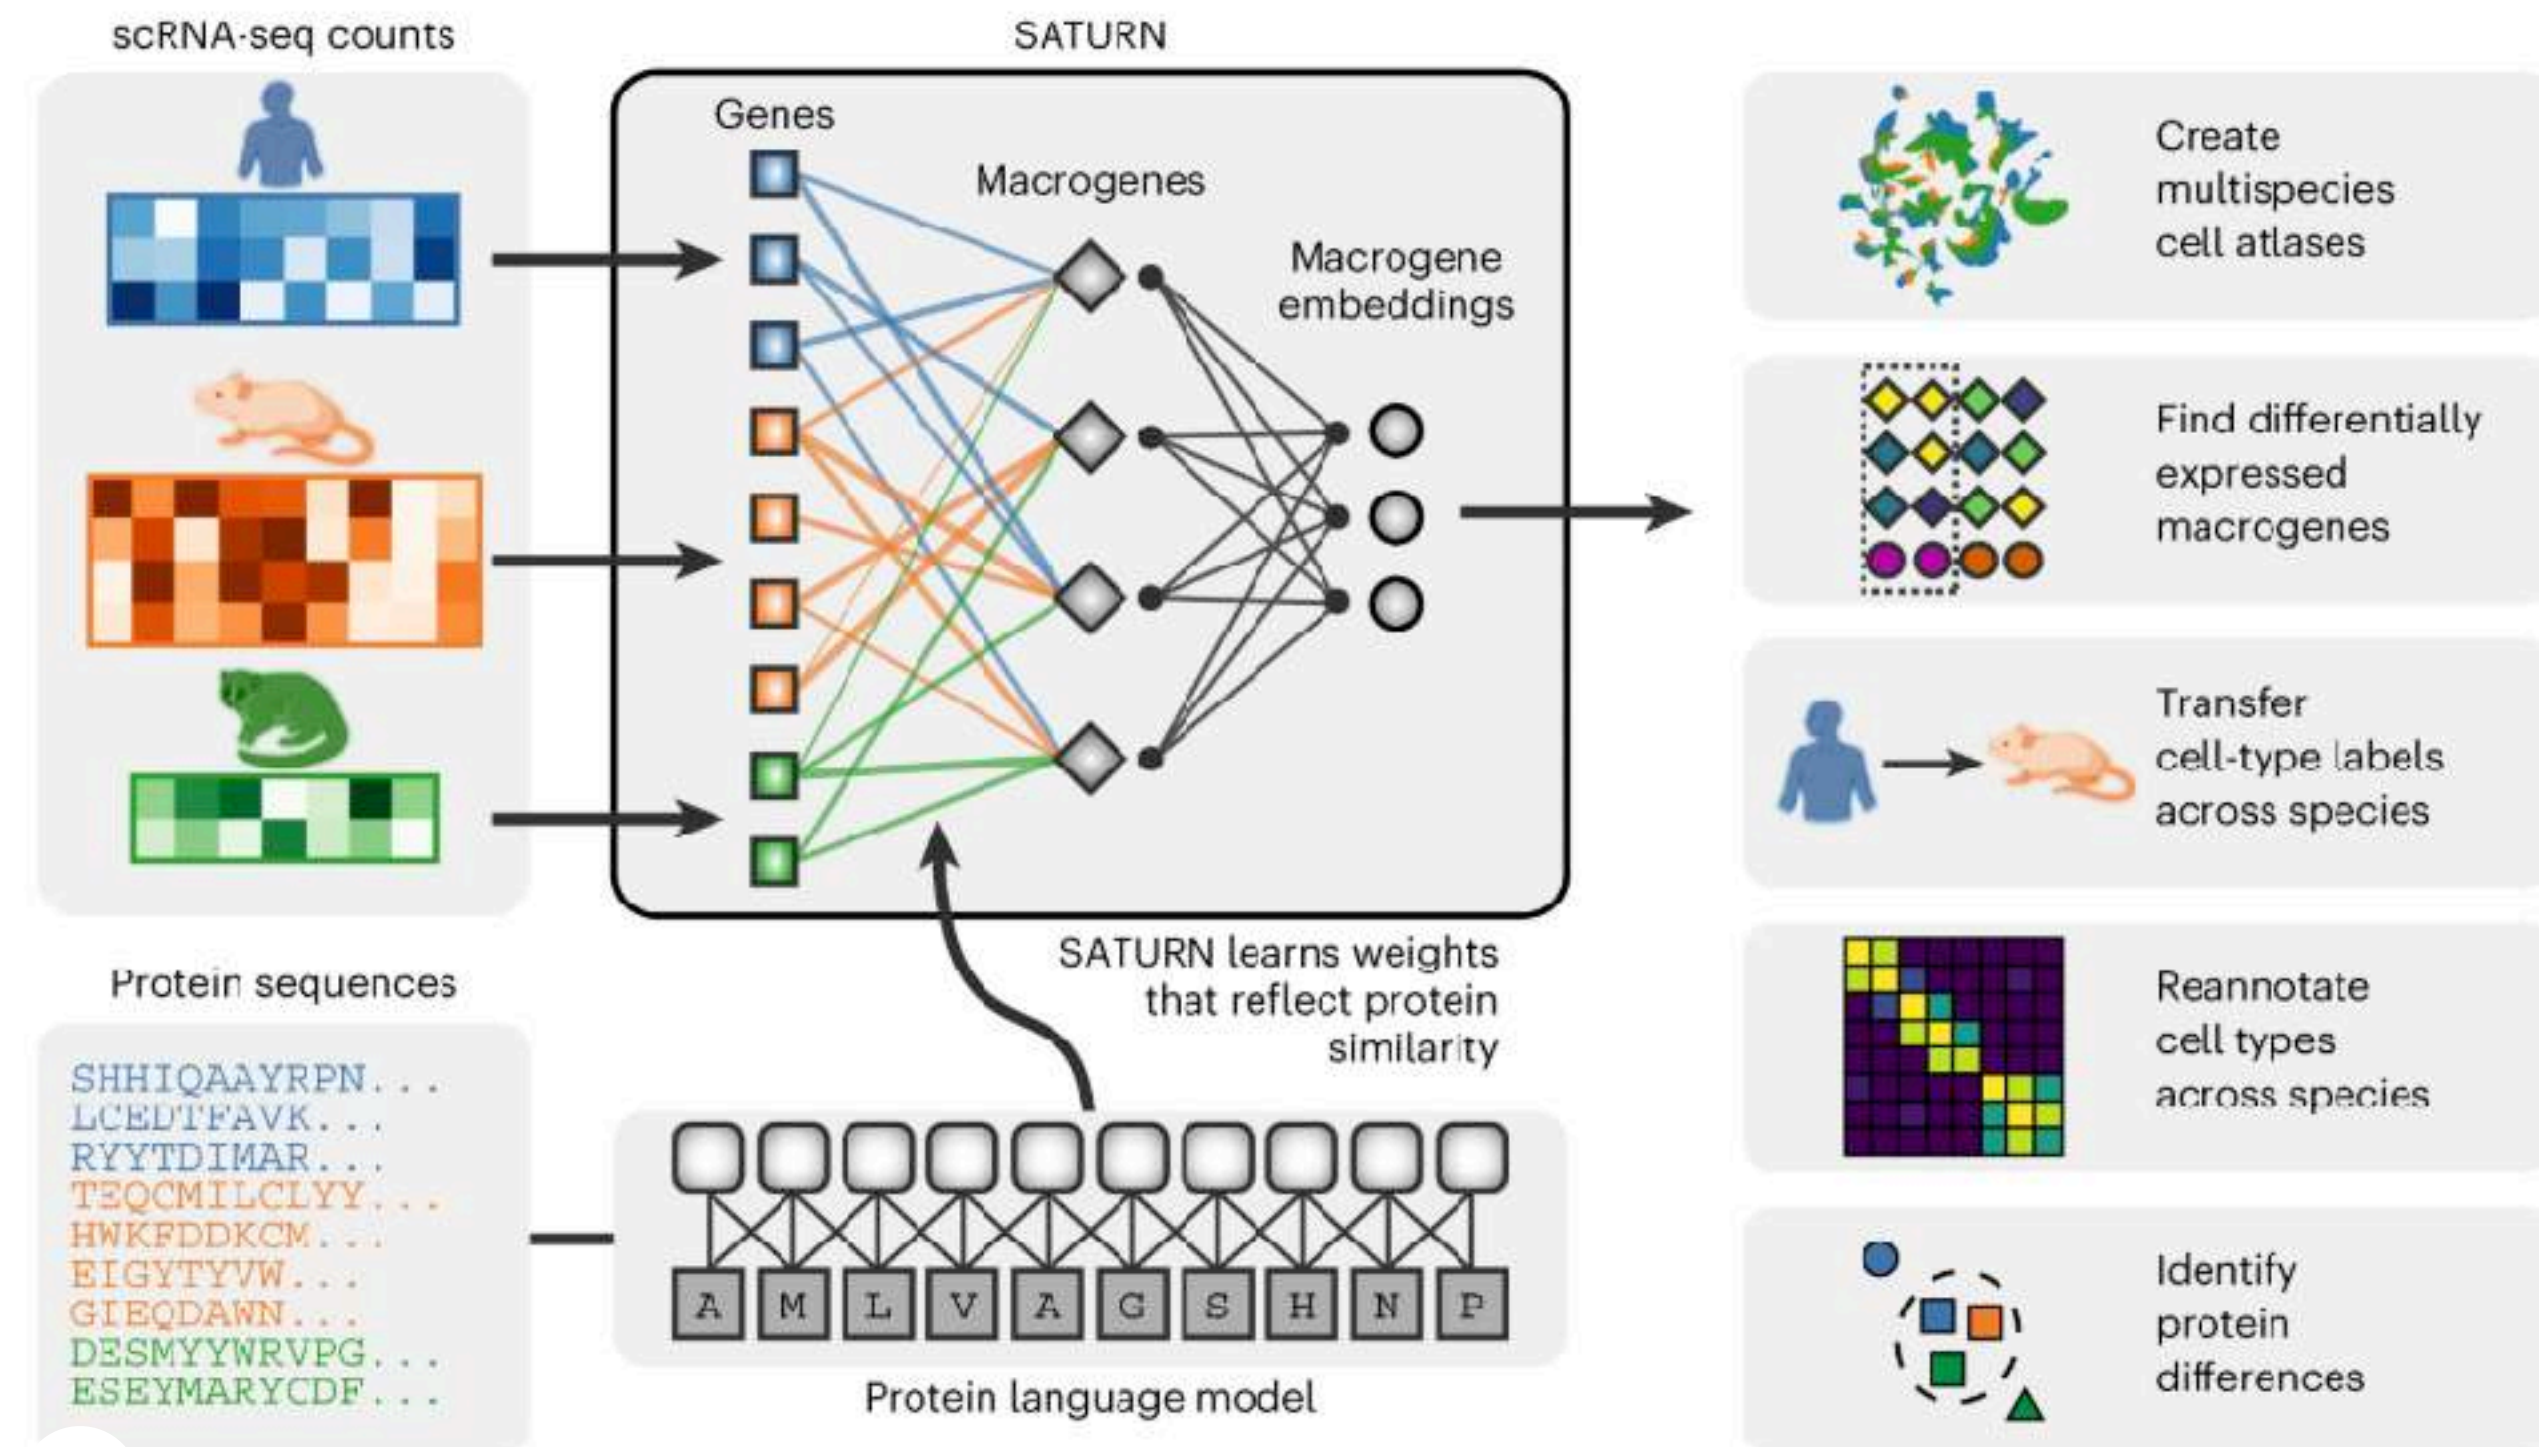 scRNA-seq counts
SATURN
Genes
Macrogenes
Macrogene
embeddings
SATURN learns weights
that reflect protein
similarity
Protein sequences
SHHIQAAYRPN...
LCEDTFAVK...
RYYTDIMAR...
TEQCMILCLYY...
HWKFDDKCM...
EIGYTYVW...
GIEQDAWN...
DESMYYWRVPG...
ESEYMARYCDF...
A M L V A G S H N P
Protein language model
Create
multispecies
cell atlases
Find differentially
expressed
macrogenes
Transfer
cell-type labels
across species
Reannotate
cell types
across species
Identify
protein
differences